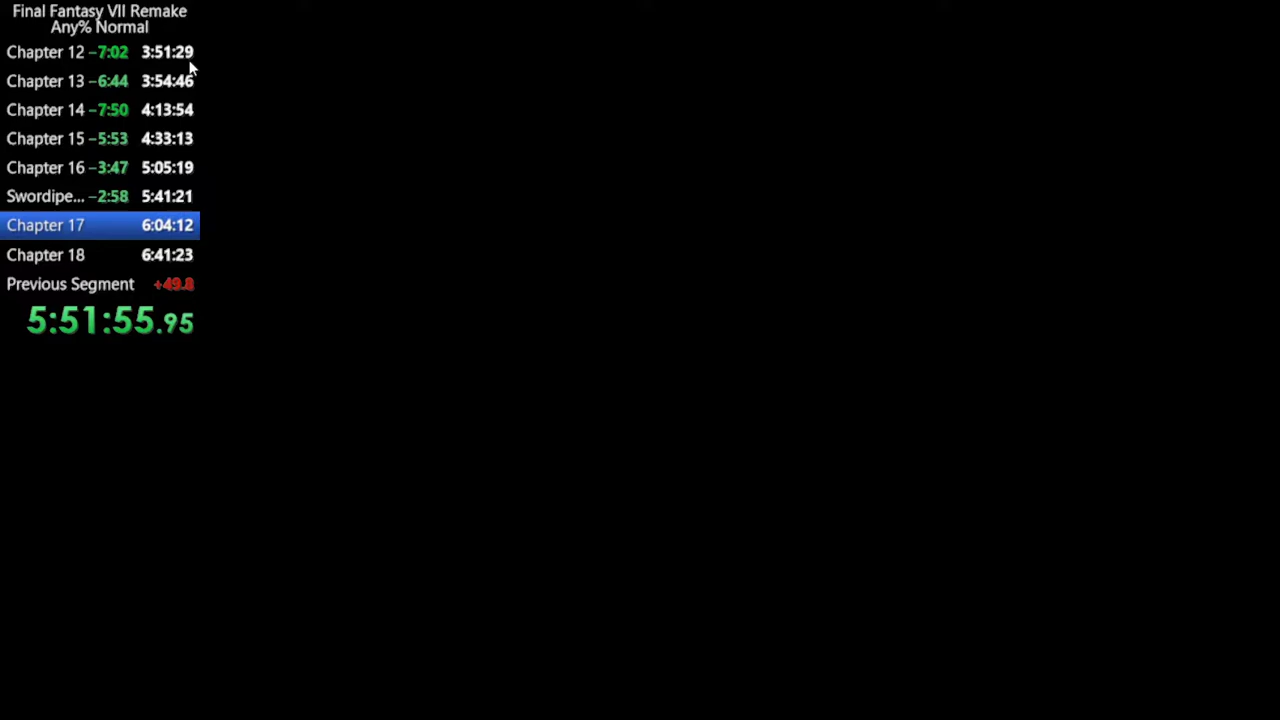 Final Fantasy VII Remake
Any% Normal
Chapter 12 −7:02 3:51:29
Chapter 13 −6:44 3:54:46
Chapter 14 −7:50 4:13:54
Chapter 15 −5:53 4:33:13
Chapter 16 −3:47 5:05:19
Swordipe... −2:58 5:41:21
Chapter 17 6:04:12
Chapter 18 6:41:23
Previous Segment +49.8
5:51:55.95